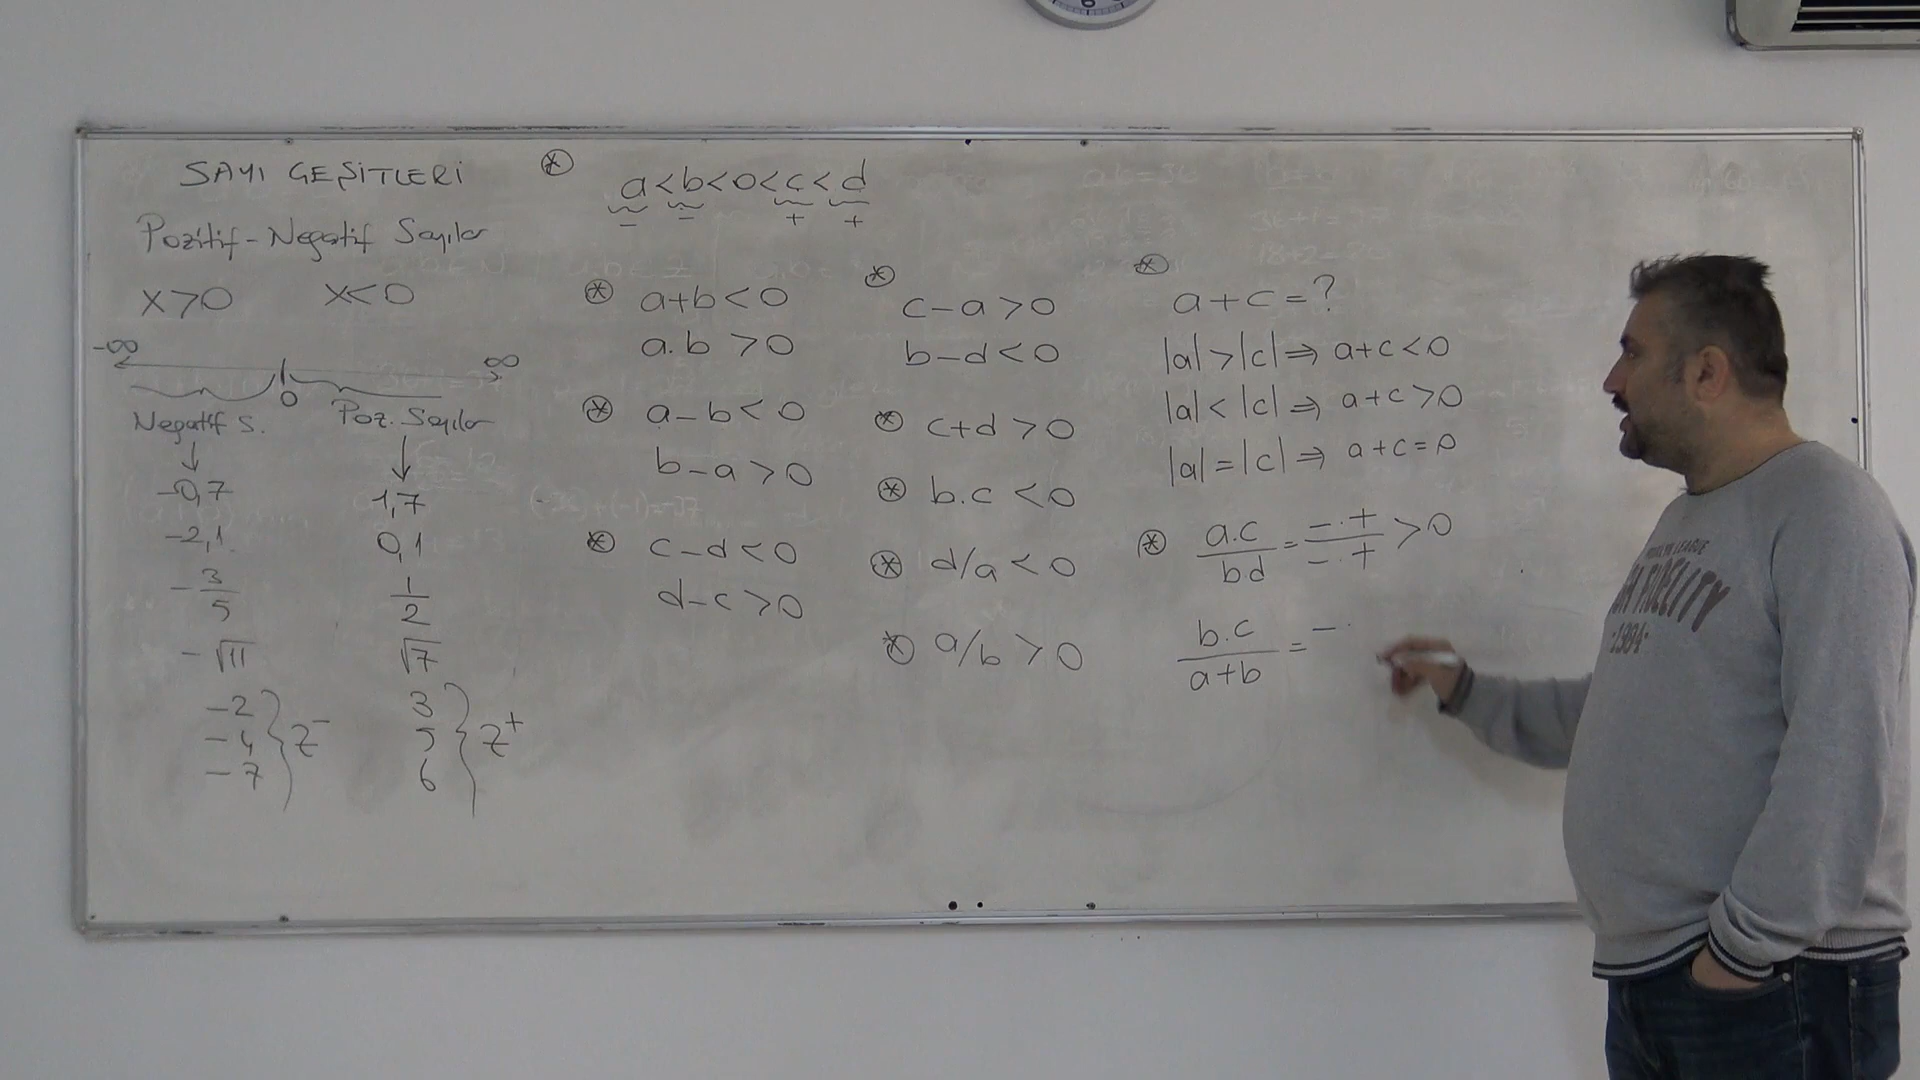 SAYI ÇEŞİTLERİ
Pozitif-Negatif Sayılar
x>0 x<0
-∞ ∞
0
Negatif S. Poz. Sayılar
-0,7 1,7
-2,1 0,1
-3/5 1/2
-√11 √7
-2 3
-4 5
-7 6
Z⁻ Z⁺
a<b<0<c<d
- - + +
a+b<0
a.b>0
a-b<0
b-a>0
c-d<0
d-c>0
c-a>0
b-d<0
c+d>0
b.c<0
d/a<0
a/b>0
a+c=?
|a|>|c|⇒ a+c<0
|a|<|c|⇒ a+c>0
|a|=|c|⇒ a+c=0
a.c/bd = -.+/-.+ >0
b.c/a+b = -.
1984